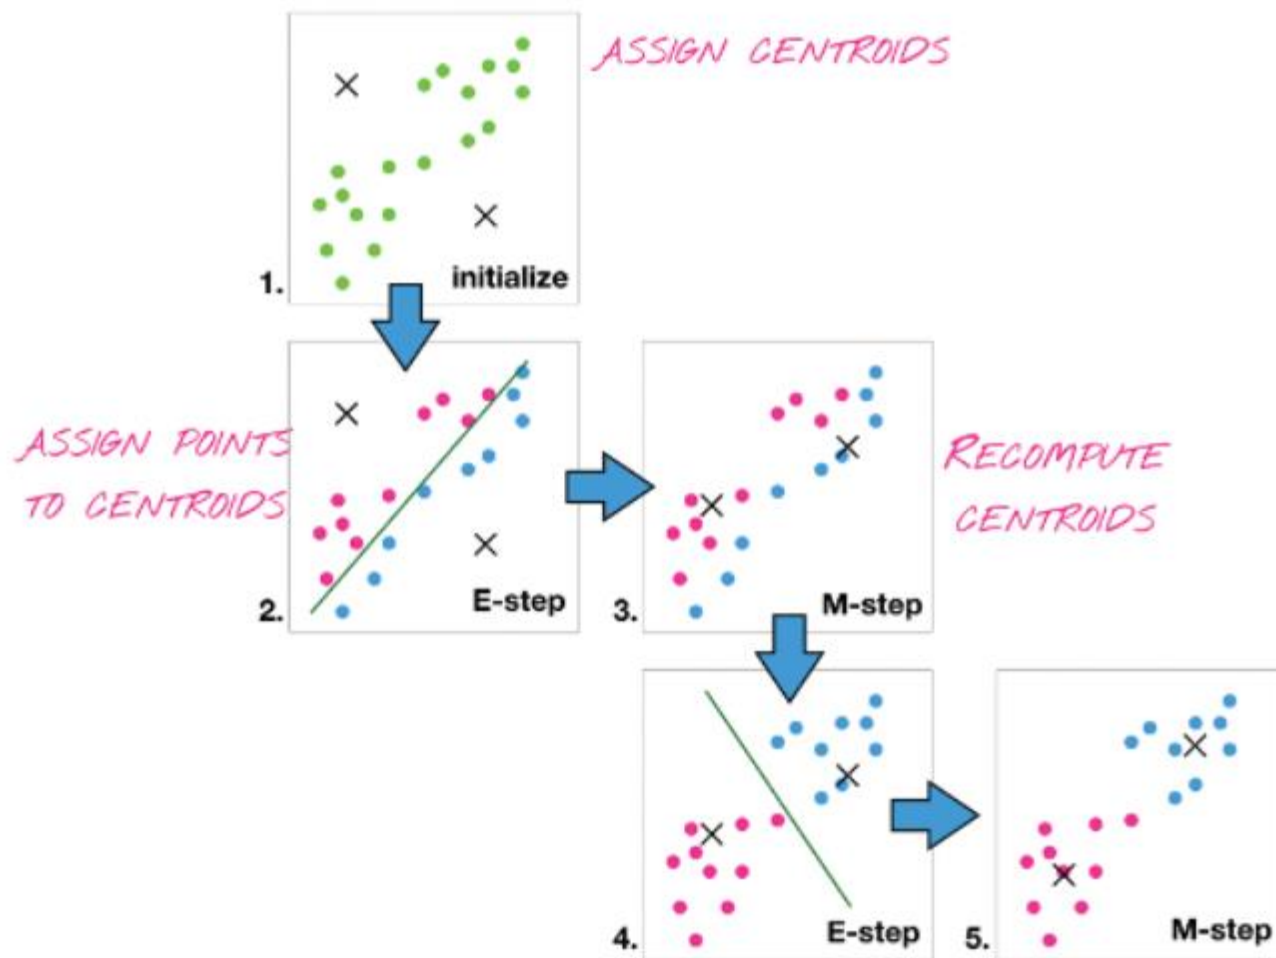 ASSIGN CENTROIDS
1.
initialize
ASSIGN POINTS
TO CENTROIDS
2.
E-step
RECOMPUTE
CENTROIDS
3.
M-step
4.
E-step
5.
M-step